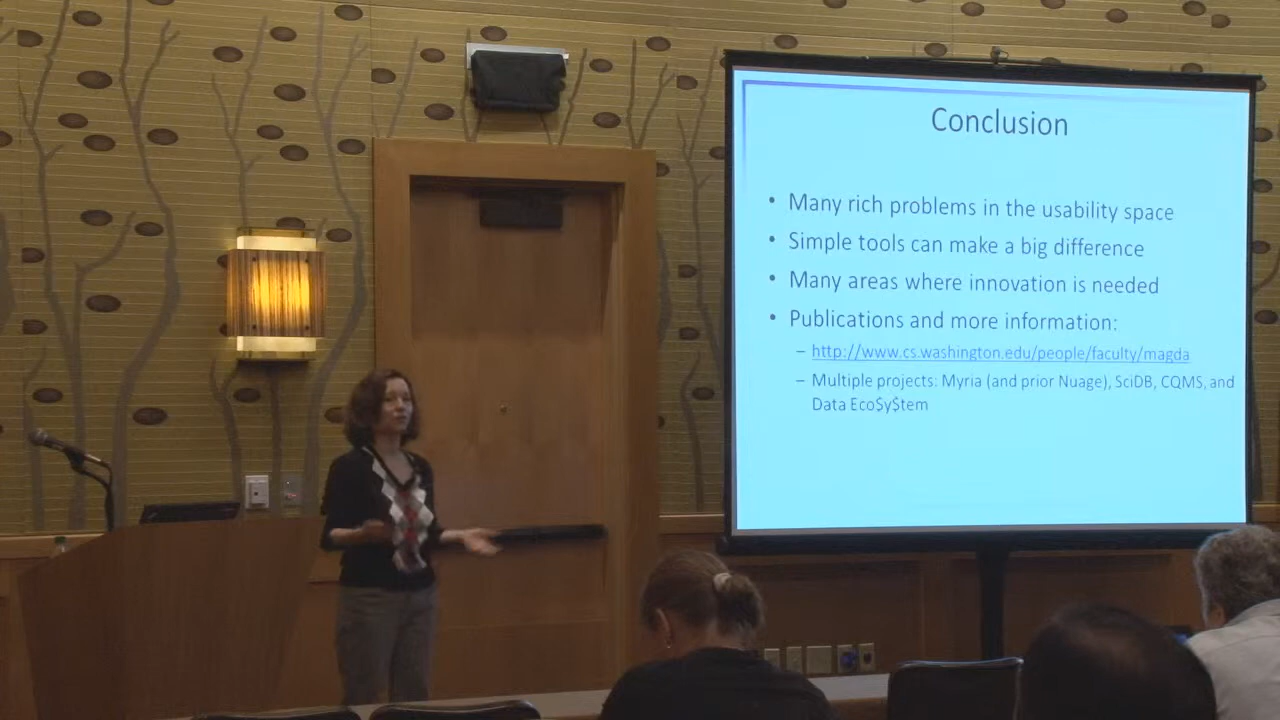 Conclusion
• Many rich problems in the usability space
• Simple tools can make a big difference
• Many areas where innovation is needed
• Publications and more information:
– http://www.cs.washington.edu/people/faculty/magda
– Multiple projects: Myria (and prior Nuage), SciDB, CQMS, and
Data Eco$y$tem